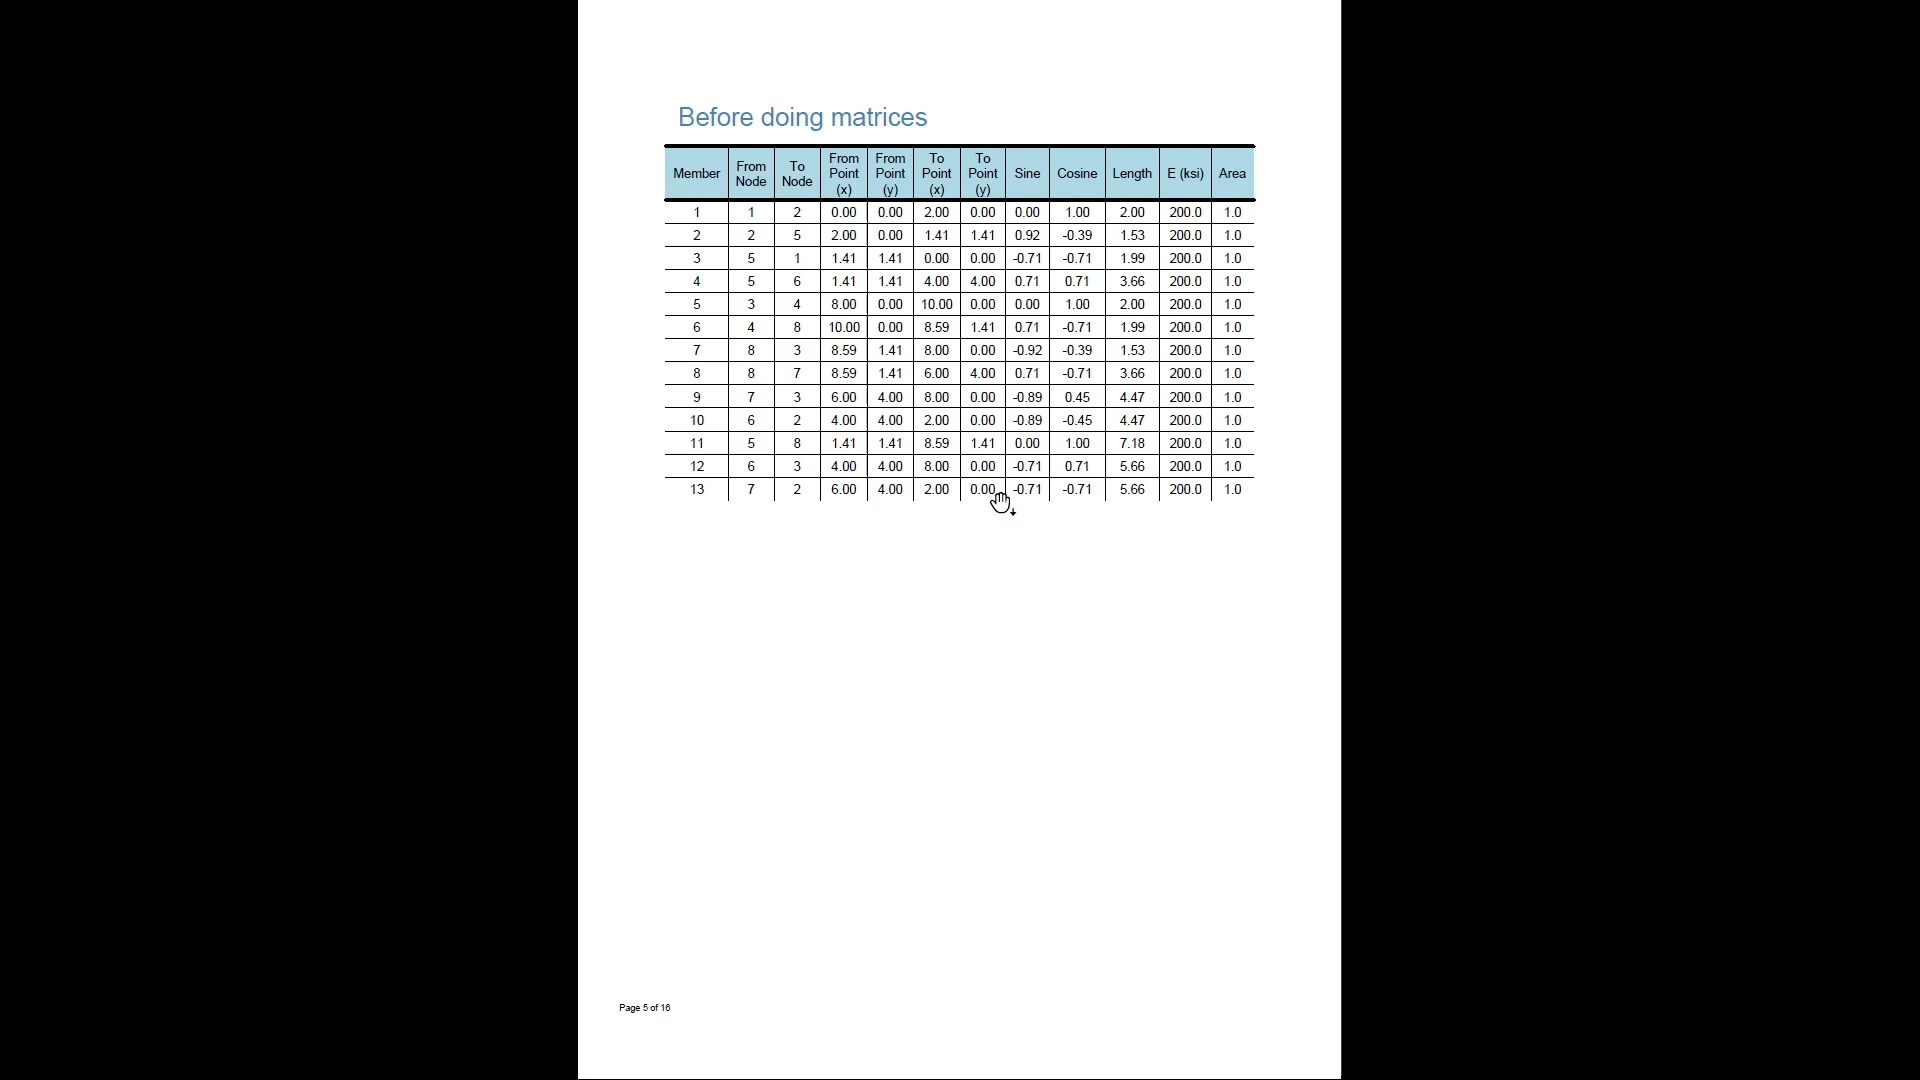 Before doing matrices
Member From Node To Node From Point (x) From Point (y) To Point (x) To Point (y) Sine Cosine Length E (ksi) Area
1 1 2 0.00 0.00 2.00 0.00 0.00 1.00 2.00 200.0 1.0
2 2 5 2.00 0.00 1.41 1.41 0.92 -0.39 1.53 200.0 1.0
3 5 1 1.41 1.41 0.00 0.00 -0.71 -0.71 1.99 200.0 1.0
4 5 6 1.41 1.41 4.00 4.00 0.71 0.71 3.66 200.0 1.0
5 3 4 8.00 0.00 10.00 0.00 0.00 1.00 2.00 200.0 1.0
6 4 8 10.00 0.00 8.59 1.41 0.71 -0.71 1.99 200.0 1.0
7 8 3 8.59 1.41 8.00 0.00 -0.92 -0.39 1.53 200.0 1.0
8 8 7 8.59 1.41 6.00 4.00 0.71 -0.71 3.66 200.0 1.0
9 7 3 6.00 4.00 8.00 0.00 -0.89 0.45 4.47 200.0 1.0
10 6 2 4.00 4.00 2.00 0.00 -0.89 -0.45 4.47 200.0 1.0
11 5 8 1.41 1.41 8.59 1.41 0.00 1.00 7.18 200.0 1.0
12 6 3 4.00 4.00 8.00 0.00 -0.71 0.71 5.66 200.0 1.0
13 7 2 6.00 4.00 2.00 0.00 -0.71 -0.71 5.66 200.0 1.0
Page 5 of 16